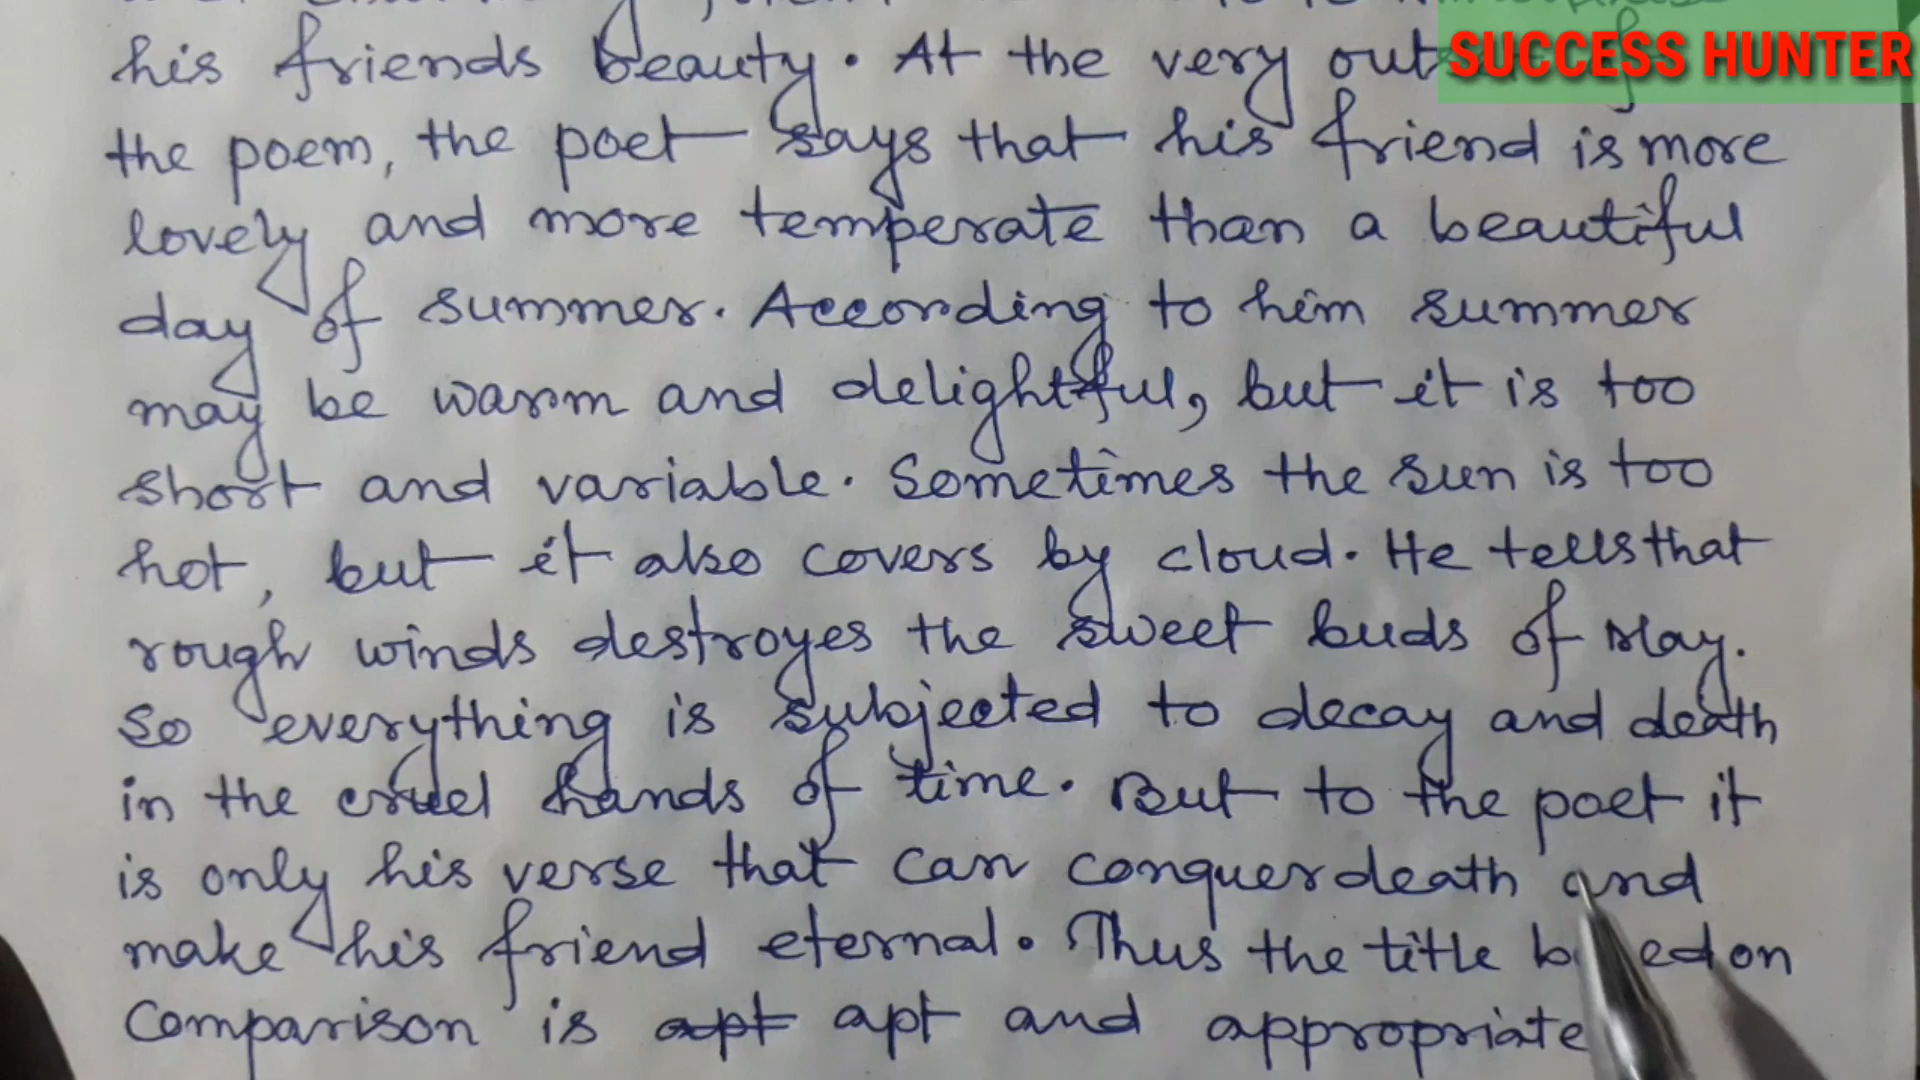 his friends beauty. At the very out
SUCCESS HUNTER
the poem, the poet says that his friend is more
lovely and more temperate than a beautiful
day of summer. According to him summer
may be warm and delightful, but it is too
short and variable. Sometimes the sun is too
hot, but it also covers by cloud. He tells that
rough winds destroyes the sweet buds of May.
So everything is subjected to decay and death
in the cruel hands of time. But to the poet it
is only his verse that can conquer death and
make his friend eternal. Thus the title b ed on
Comparison is apt apt and appropriate